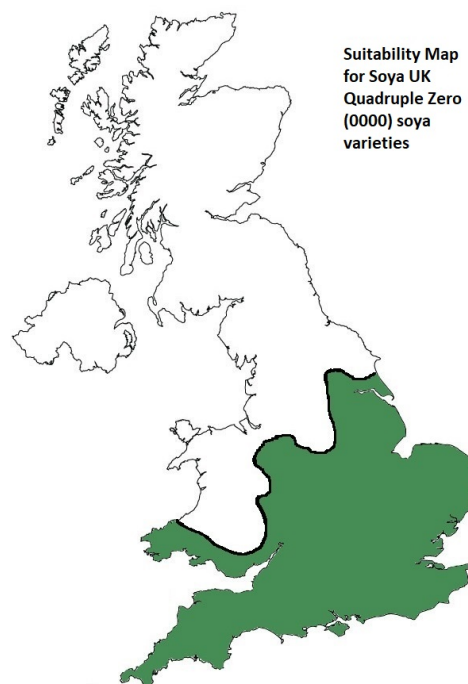 Suitability Map
for Soya UK
Quadruple Zero
(0000) soya
varieties